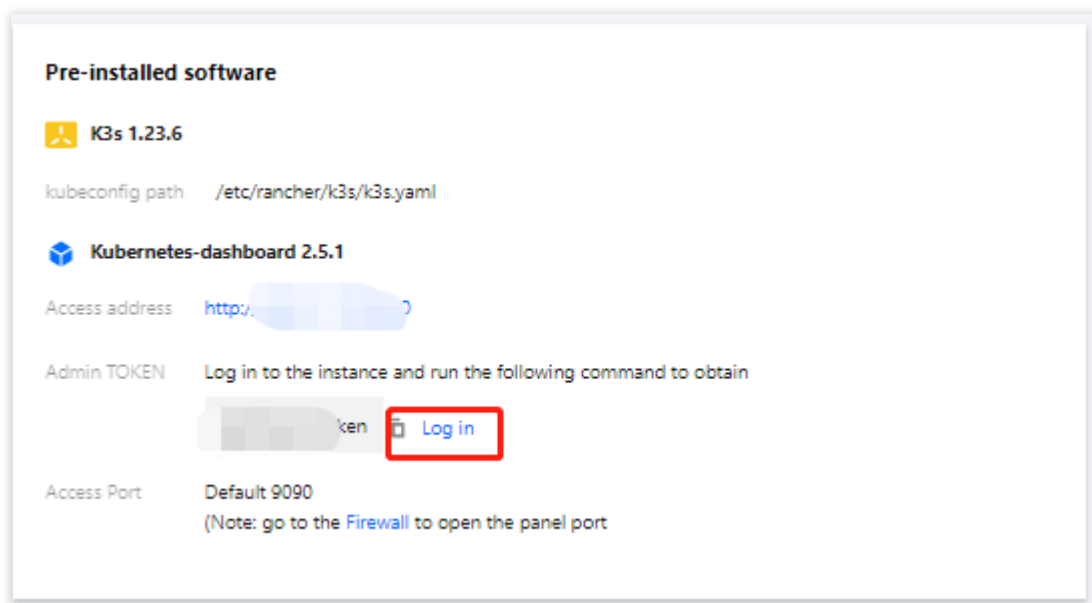 Pre-installed software
K3s 1.23.6
kubeconfig path /etc/rancher/k3s/k3s.yaml
Kubernetes-dashboard 2.5.1
Access address http:/
Admin TOKEN Log in to the instance and run the following command to obtain
ken Log in
Access Port Default 9090
(Note: go to the Firewall to open the panel port